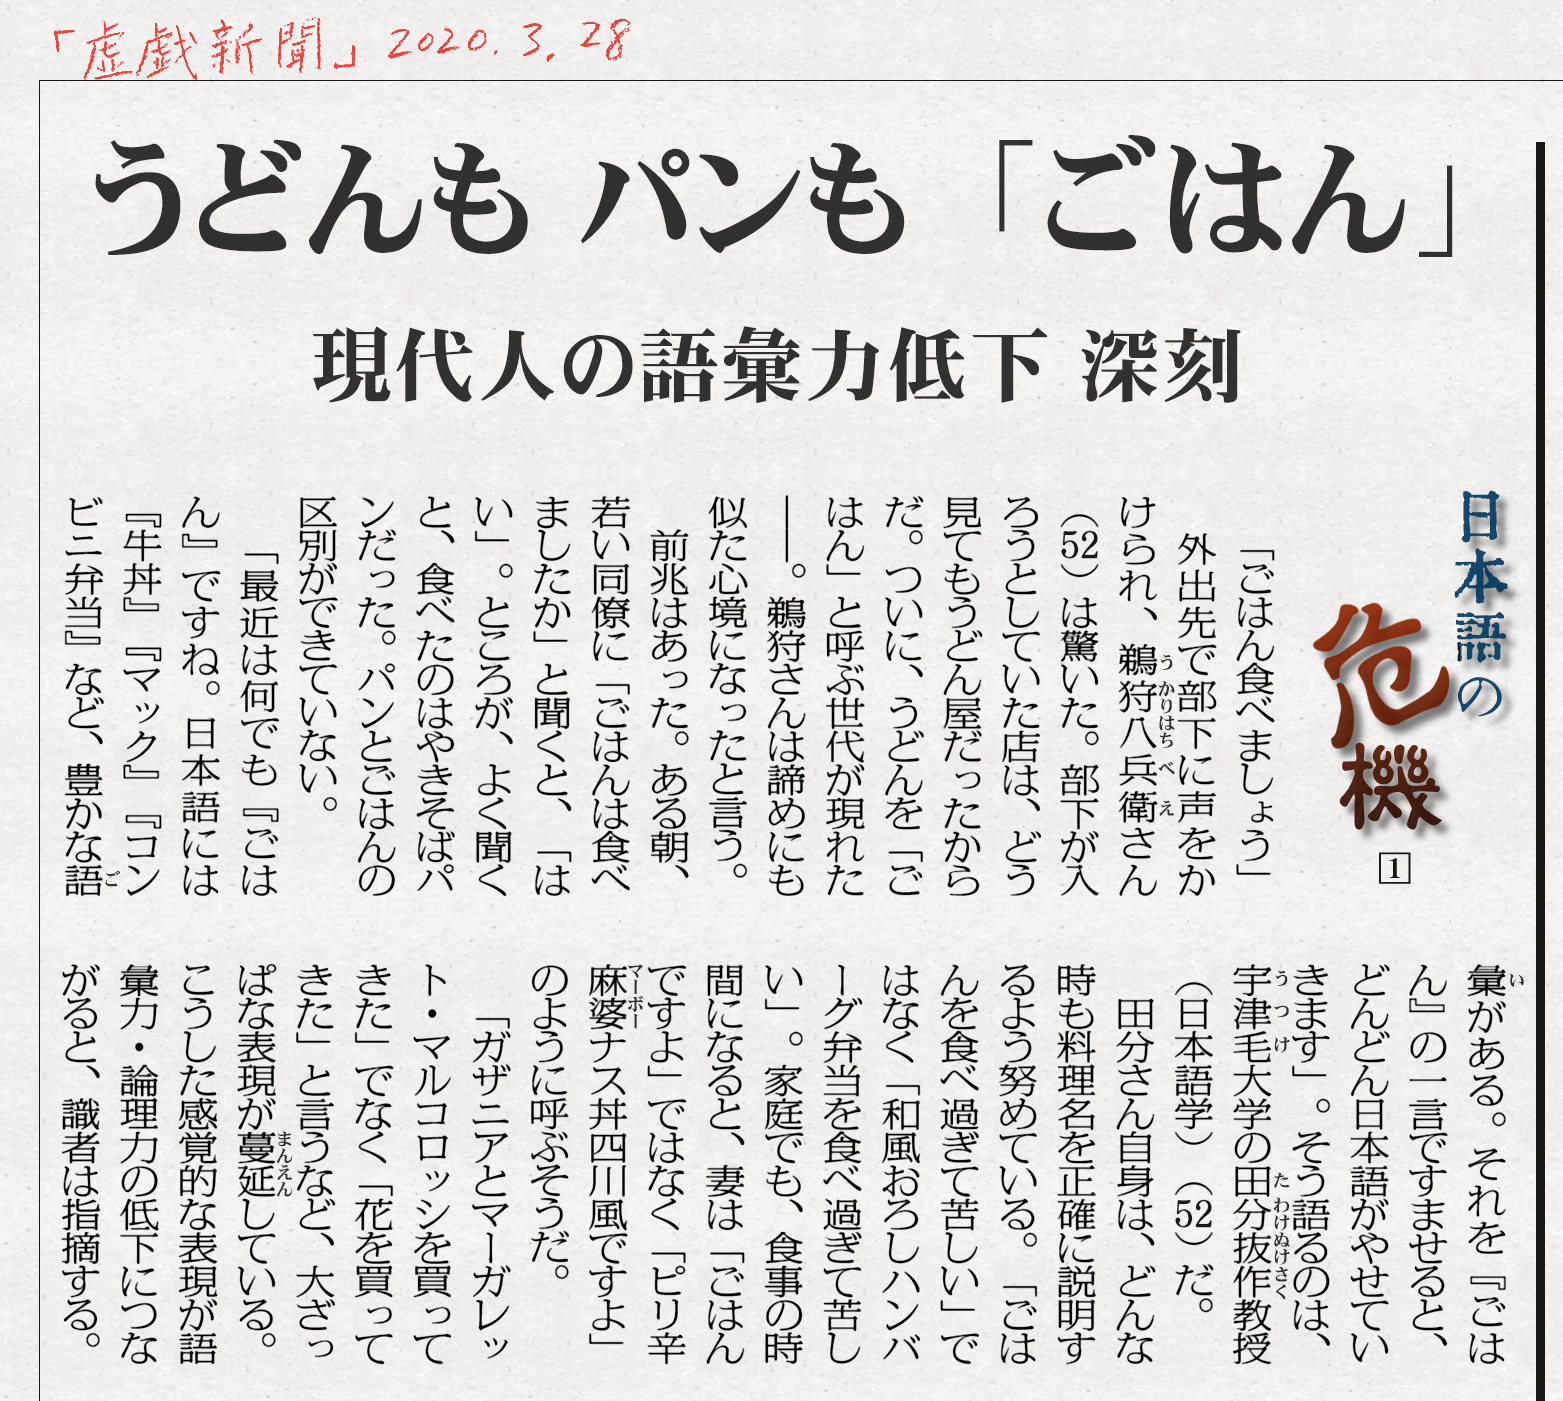 「虚戯新聞」2020.3.28
うどんも パンも「ごはん」
現代人の語彙力低下 深刻
日本語の
危機
1
「ごはん食べましょう」
外出先で部下に声をか
けられ、鵜狩八兵衛さん
（52）は驚いた。部下が入
ろうとしていた店は、どう
見てもうどん屋だったから
だ。ついに、うどんを「ご
はん」と呼ぶ世代が現れた
――。鵜狩さんは諦めにも
似た心境になったと言う。
前兆はあった。ある朝、
若い同僚に「ごはんは食べ
ましたか」と聞くと、「は
い」。ところが、よく聞く
と、食べたのはやきそばパ
ンだった。パンとごはんの
区別ができていない。
「最近は何でも『ごは
ん』ですね。日本語には
『牛丼』『マック』『コン
ビニ弁当』など、豊かな語
彙がある。それを『ごは
ん』の一言ですませると、
どんどん日本語がやせてい
きます」。そう語るのは、
宇津毛大学の田分抜作教授
（日本語学）（52）だ。
田分さん自身は、どんな
時も料理名を正確に説明す
るよう努めている。「ごは
んを食べ過ぎて苦しい」で
はなく「和風おろしハンバ
ーグ弁当を食べ過ぎて苦し
い」。家庭でも、食事の時
間になると、妻は「ごはん
ですよ」ではなく「ピリ辛
麻婆ナス丼四川風ですよ」
のように呼ぶそうだ。
「ガザニアとマーガレッ
ト・マルコロッシを買って
きた」でなく「花を買って
きた」と言うなど、大ざっ
ぱな表現が蔓延している。
こうした感覚的な表現が語
彙力・論理力の低下につな
がると、識者は指摘する。